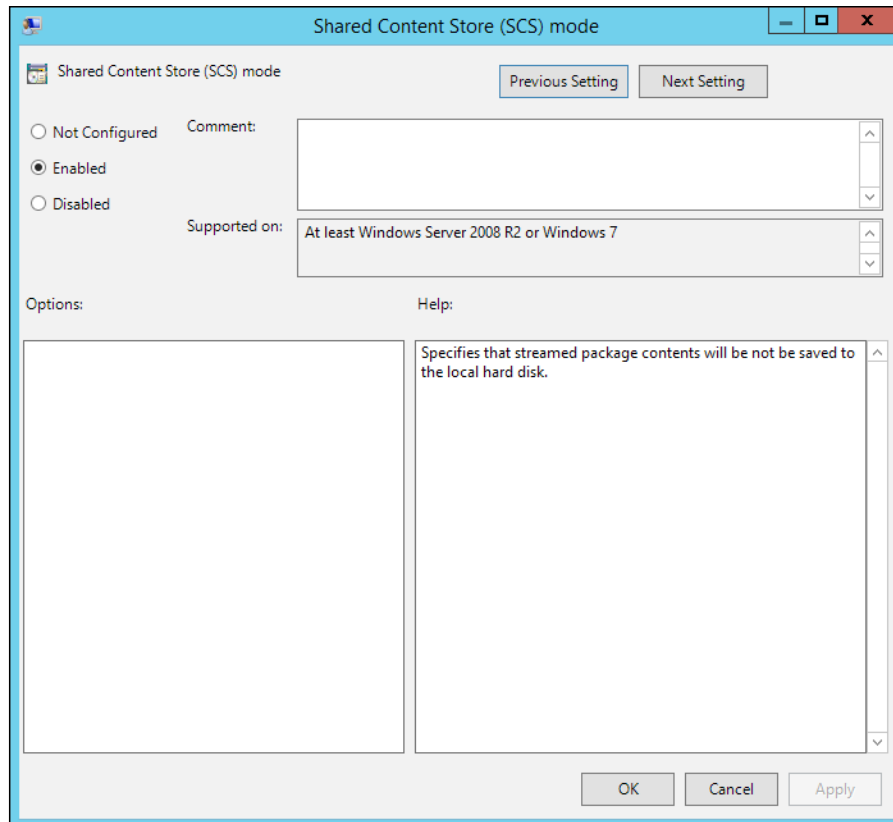 Shared Content Store (SCS) mode
Shared Content Store (SCS) mode
Previous Setting
Next Setting
Not Configured
Comment:
Enabled
Disabled
Supported on:
At least Windows Server 2008 R2 or Windows 7
Options:
Help:
Specifies that streamed package contents will be not be saved to
the local hard disk.
OK
Cancel
Apply